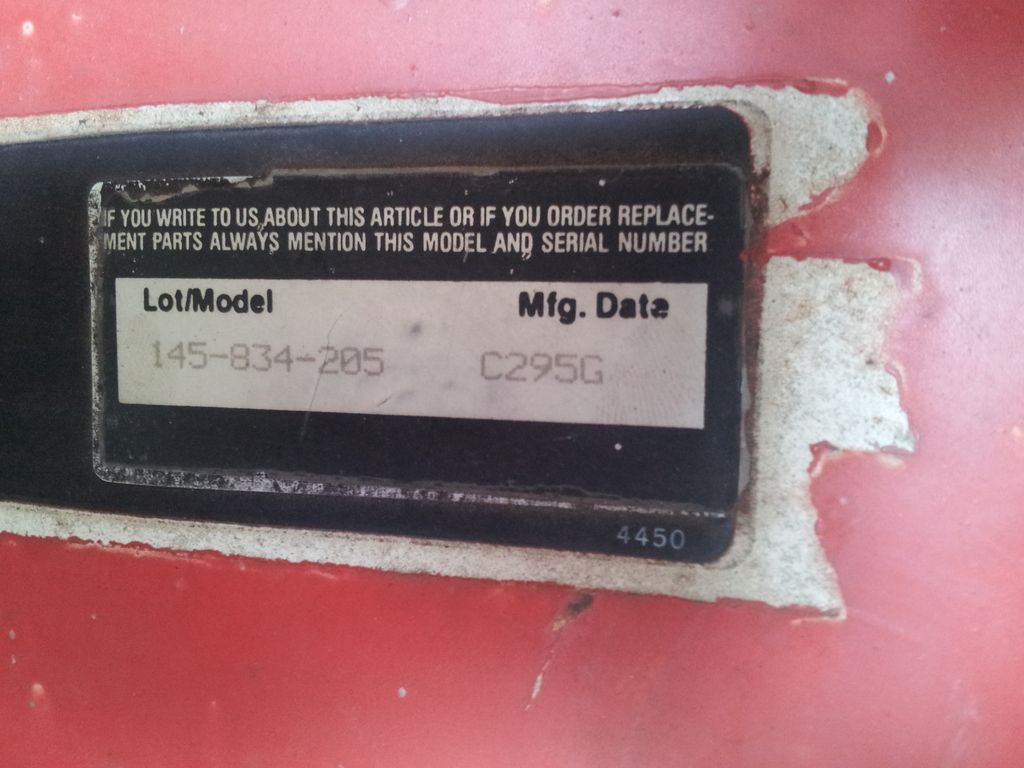 IF YOU WRITE TO US ABOUT THIS ARTICLE OR IF YOU ORDER REPLACE-
MENT PARTS ALWAYS MENTION THIS MODEL AND SERIAL NUMBER
Lot/Model Mfg. Date
145-834-205 C295G
4450